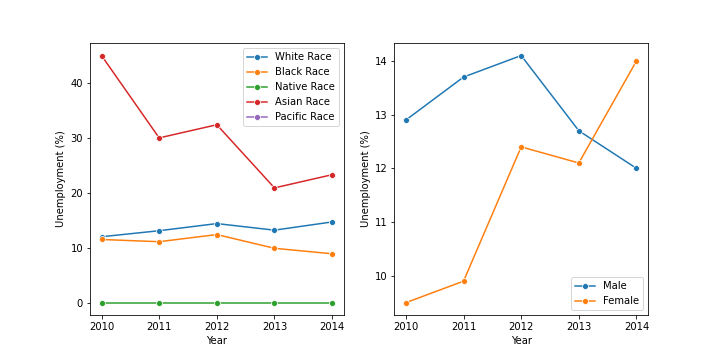 40
30
20
10
0
Unemployment (%)
2010 2011 2012 2013 2014
Year
White Race
Black Race
Native Race
Asian Race
Pacific Race
14
13
12
11
10
Unemployment (%)
2010 2011 2012 2013 2014
Year
Male
Female